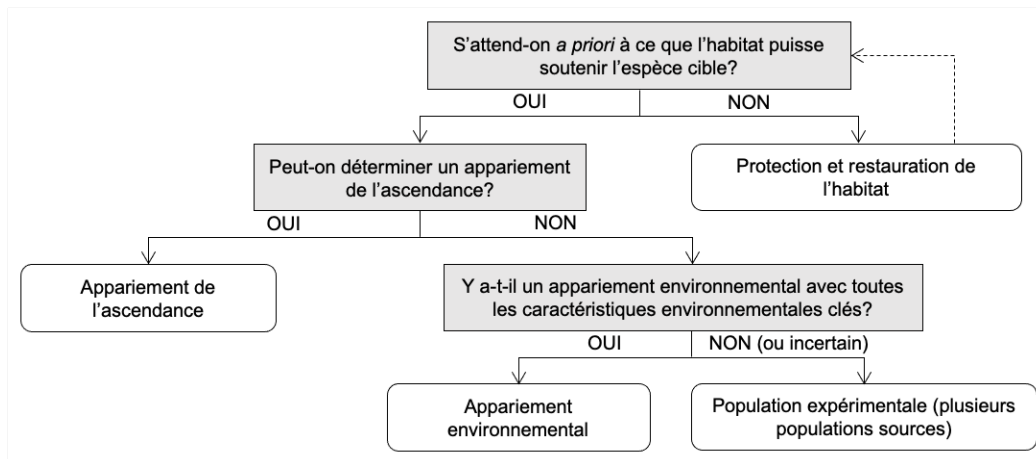 S'attend-on a priori à ce que l'habitat puisse
soutenir l'espèce cible?
OUI
NON
Peut-on déterminer un appariement
de l'ascendance?
Protection et restauration de
l'habitat
OUI
NON
Appariement de
l'ascendance
Y a-t-il un appariement environnemental avec toutes
les caractéristiques environnementales clés?
OUI
NON (ou incertain)
Appariement
environnemental
Population expérimentale (plusieurs
populations sources)